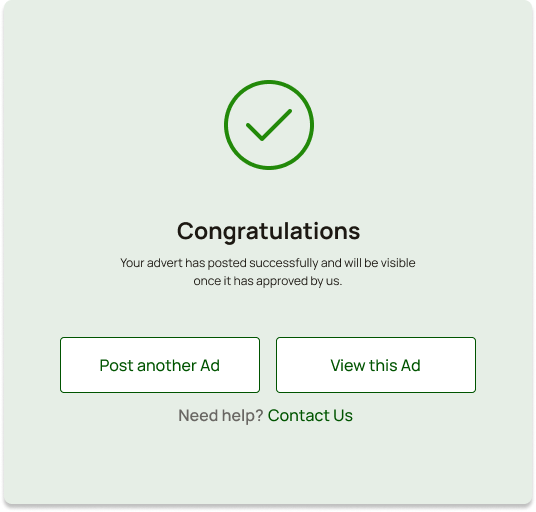 Congratulations
Your advert has posted successfully and will be visible
once it has approved by us.
Post another Ad
View this Ad
Need help? Contact Us